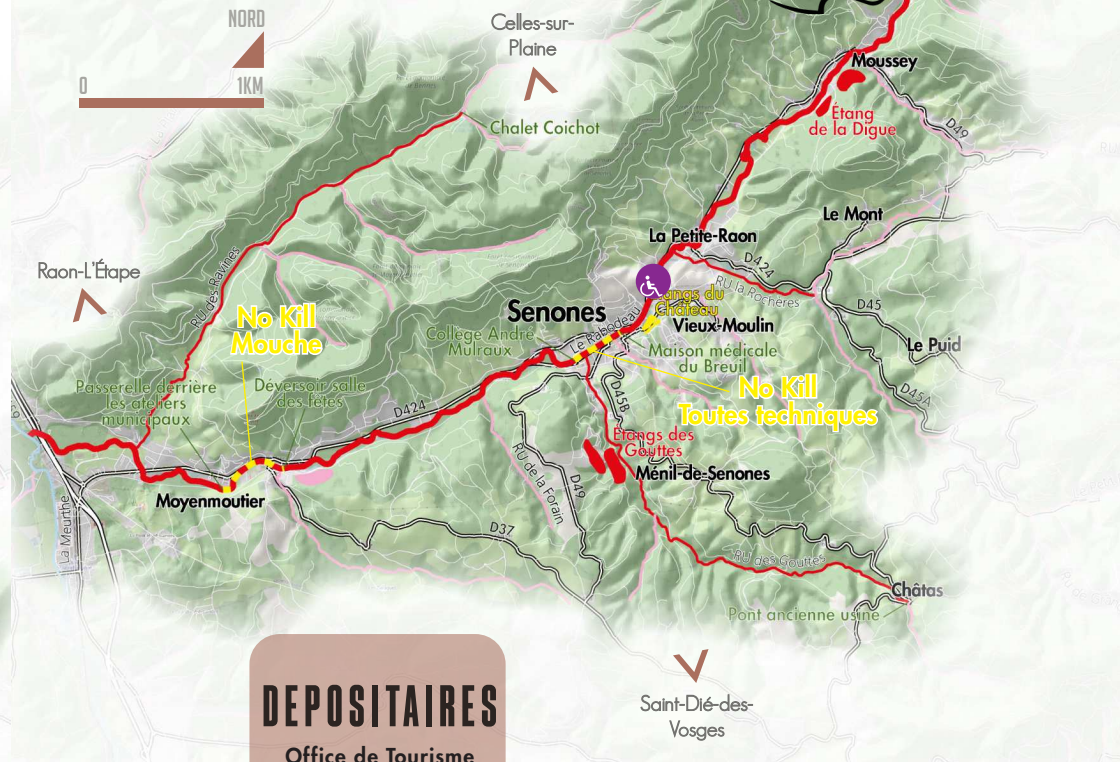 NORD
0 1KM
Celles-sur-
Plaine
Moussey
Étang
de la Digue
D49
Chalet Coichot
Le Mont
La Petite-Raon
D424
RU la Rochères
Raon-L'Étape
RU des Ravines
No Kill
Mouche
Senones
Le Rabodeau
Château
Vieux-Moulin
D45
Le Puid
Collège André
Mulraux
Maison médicale
du Breuil
No Kill
Toutes techniques
D45A
D45B
Passerelle derrière
les ateliers
municipaux
Déversoir salle
des fêtes
D424
Étangs des
Gouttes
Ménil-de-Senones
RU de la Forain
D49
Moyenmoutier
La Meurthe
D37
RU des Gouttes
Châtas
Pont ancienne usine
Saint-Dié-des-
Vosges
DEPOSITAIRES
Office de Tourisme